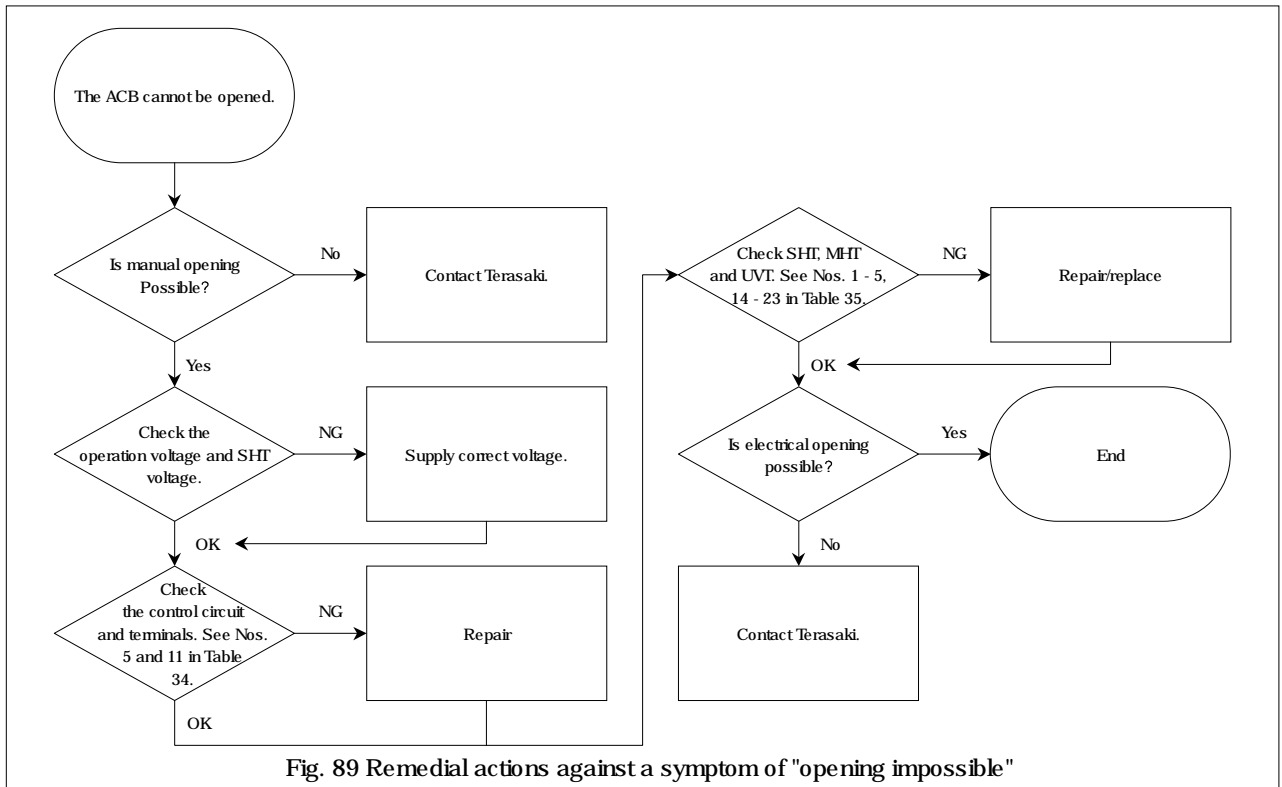 The ACB cannot be opened.
Is manual opening
Possible?
No
Contact Terasaki.
Yes
Check the
operation voltage and SHT
voltage.
NG
Supply correct voltage.
OK
Check
the control circuit
and terminals. See Nos.
5 and 11 in Table
34.
NG
Repair
OK
Check SHT, MHT
and UVT. See Nos. 1 - 5,
14 - 23 in Table 35.
NG
Repair/replace
OK
Is electrical opening
possible?
Yes
End
No
Contact Terasaki.
Fig. 89 Remedial actions against a symptom of "opening impossible"